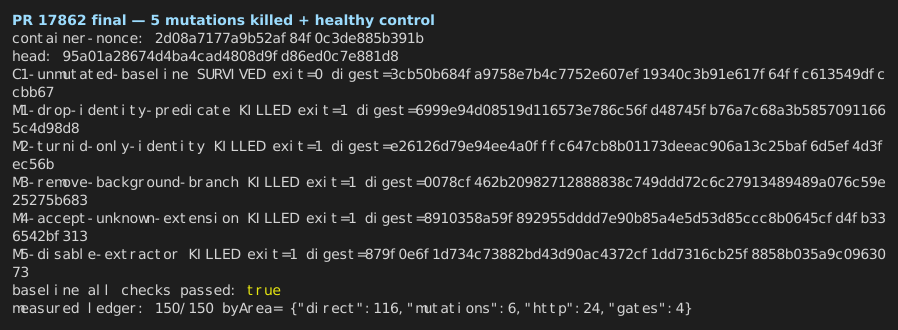 PR 17862 final — 5 mutations killed + healthy control
container-nonce: 2d08a7177a9b52af84f0c3de885b391b
head: 95a01a28674d4ba4cad4808d9fd86ed0c7e881d8
C1-unmutated-baseline SURVIVED exit=0 digest=3cb50b684fa9758e7b4c7752e607ef19340c3b91e617f64ffc613549dfc
cbb67
M1-drop-identity-predicate KILLED exit=1 digest=6999e94d08519d116573e786c56fd48745fb76a7c68a3b5857091166
5c4d98d8
M2-turnid-only-identity KILLED exit=1 digest=e26126d79e94ee4a0fffc647cb8b01173deeac906a13c25baf6d5ef4d3f
ec56b
M3-remove-background-branch KILLED exit=1 digest=0078cf462b20982712888838c749ddd72c6c27913489489a076c59e
25275b683
M4-accept-unknown-extension KILLED exit=1 digest=8910358a59f892955dddd7e90b85a4e5d53d85ccc8b0645cfd4fb33
6542bf313
M5-disable-extractor KILLED exit=1 digest=879f0e6f1d734c73882bd43d90ac4372cf1dd7316cb25f8858b035a9c09630
73
baseline all checks passed: true
measured ledger: 150/150 byArea= {"direct": 116, "mutations": 6, "http": 24, "gates": 4}